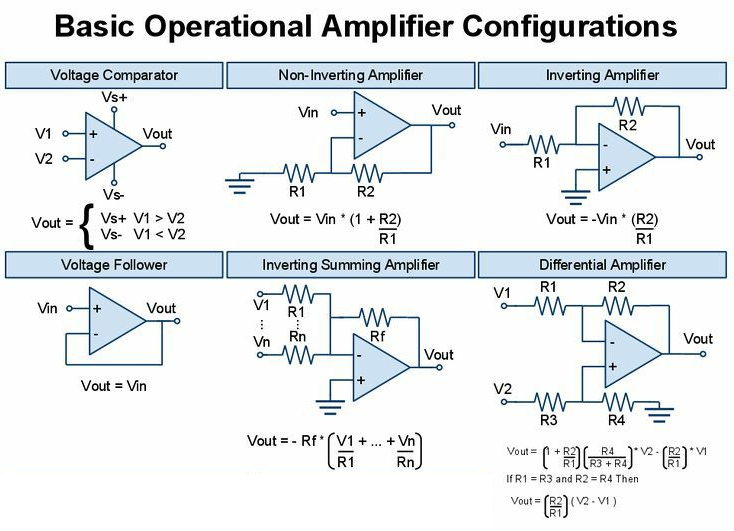 Basic Operational Amplifier Configurations
Voltage Comparator
Vs+
V1
+
V2
-
Vout
Vs-
Vout = { Vs+ V1 > V2
Vs- V1 < V2
Non-Inverting Amplifier
Vin
+
-
Vout
R1
R2
Vout = Vin * (1 + R2)
R1
Inverting Amplifier
Vin
R1
R2
-
+
Vout
Vout = -Vin * (R2)
R1
Voltage Follower
Vin
+
-
Vout
Vout = Vin
Inverting Summing Amplifier
V1
R1
Vn
Rn
Rf
-
+
Vout
Vout = - Rf * ( V1 + ... + Vn )
R1 Rn
Differential Amplifier
V1
R1
R2
-
+
Vout
V2
R3
R4
Vout = ( 1 + R2 ) ( R4 ) * V2 - ( R2 ) * V1
R1 R3 + R4 R1
If R1 = R3 and R2 = R4 Then
Vout = ( R2 ) ( V2 - V1 )
R1